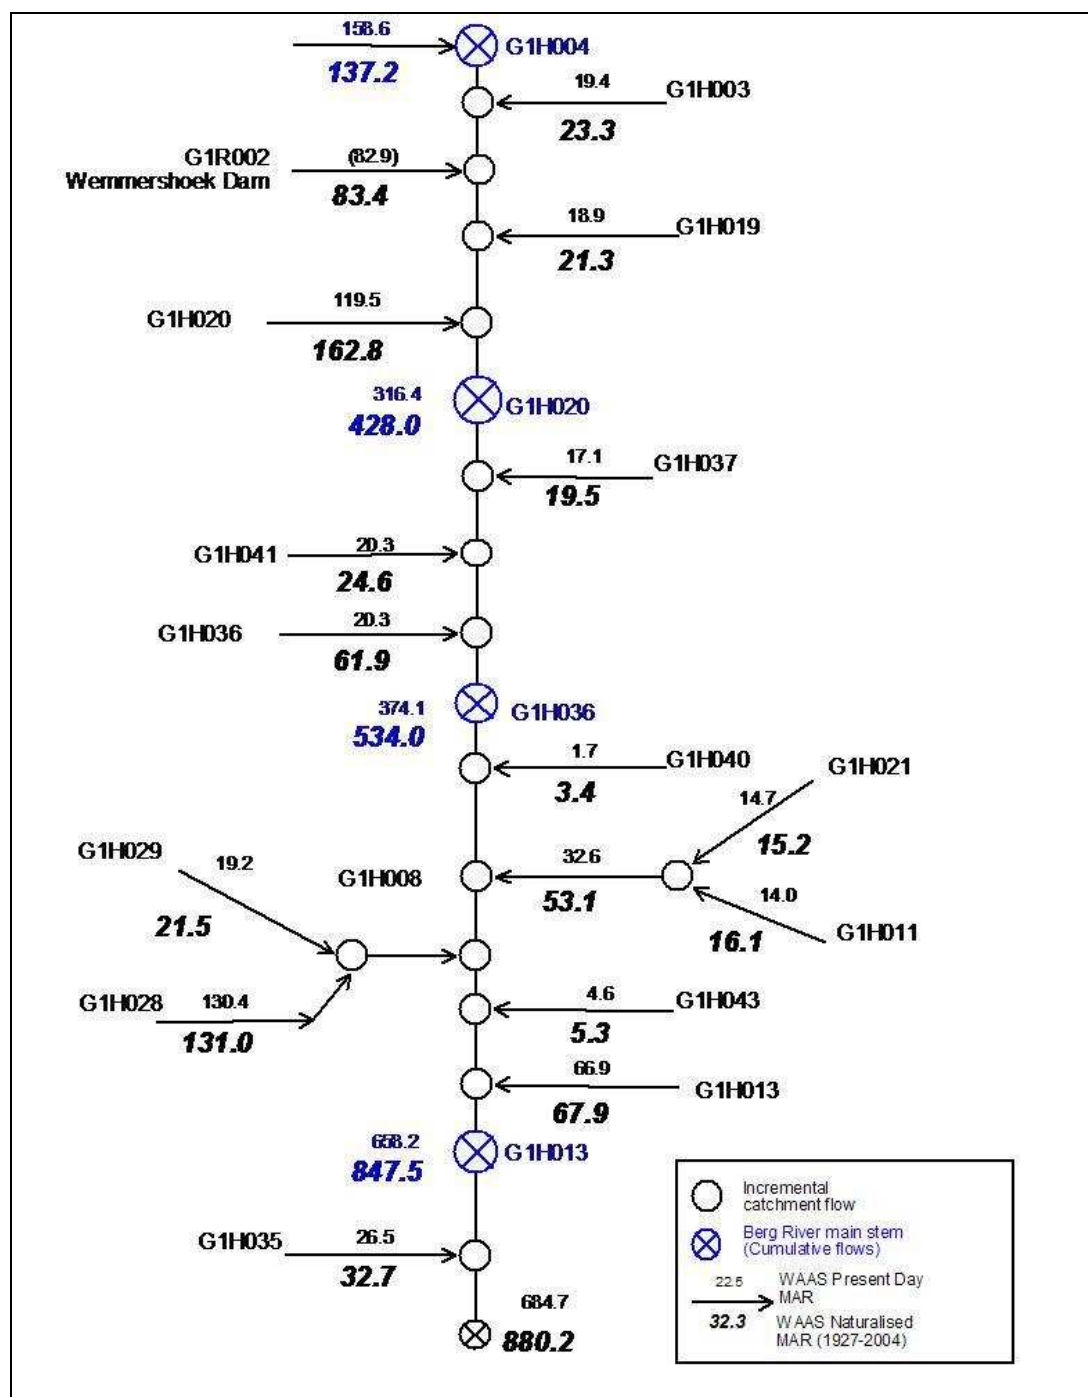 158.6
G1H004
137.2
19.4
G1H003
23.3
G1R002
(82.9)
Wemmershoek Dam
83.4
18.9
G1H019
21.3
119.5
G1H020
162.8
316.4
G1H020
428.0
17.1
G1H037
19.5
20.3
G1H041
24.6
20.3
G1H036
61.9
374.1
G1H036
534.0
1.7
G1H040
3.4
G1H021
14.7
15.2
G1H029
19.2
G1H008
32.6
53.1
14.0
21.5
16.1
G1H011
G1H028
130.4
131.0
4.6
G1H043
5.3
66.9
G1H013
67.9
658.2
G1H013
847.5
G1H035
26.5
32.7
684.7
880.2
Incremental
catchment flow
Berg River main stem
(Cumulative flows)
22.5
WAAS Present Day
MAR
32.3
WAAS Naturalised
MAR (1927-2004)